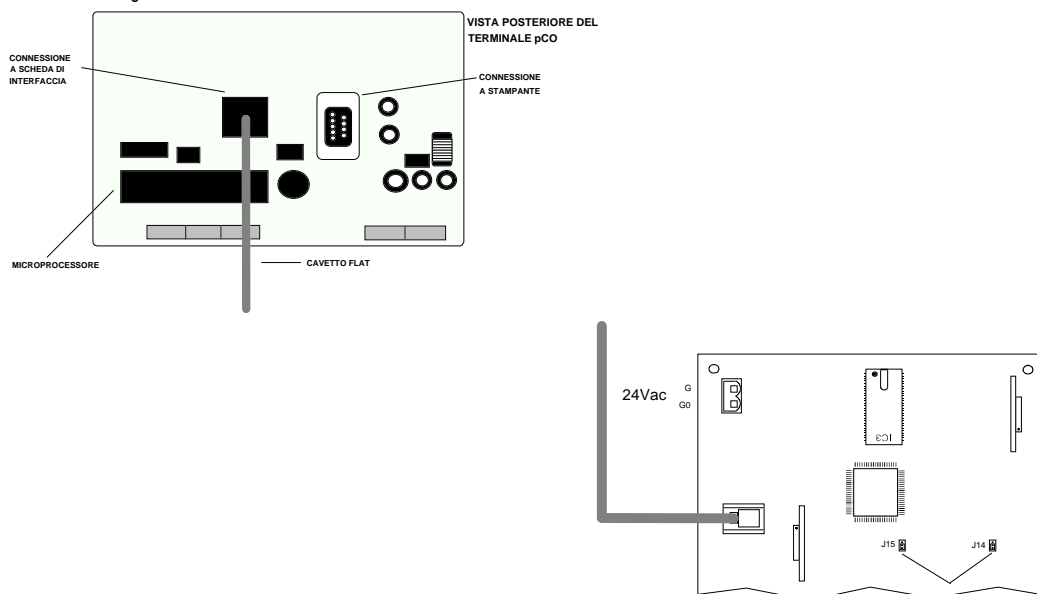 VISTA POSTERIORE DEL
TERMINALE pCO
CONNESSIONE
A SCHEDA DI
INTERFACCIA
CONNESSIONE
A STAMPANTE
MICROPROCESSORE
CAVETTO FLAT
24Vac
G
G0
IC3
J15
J14